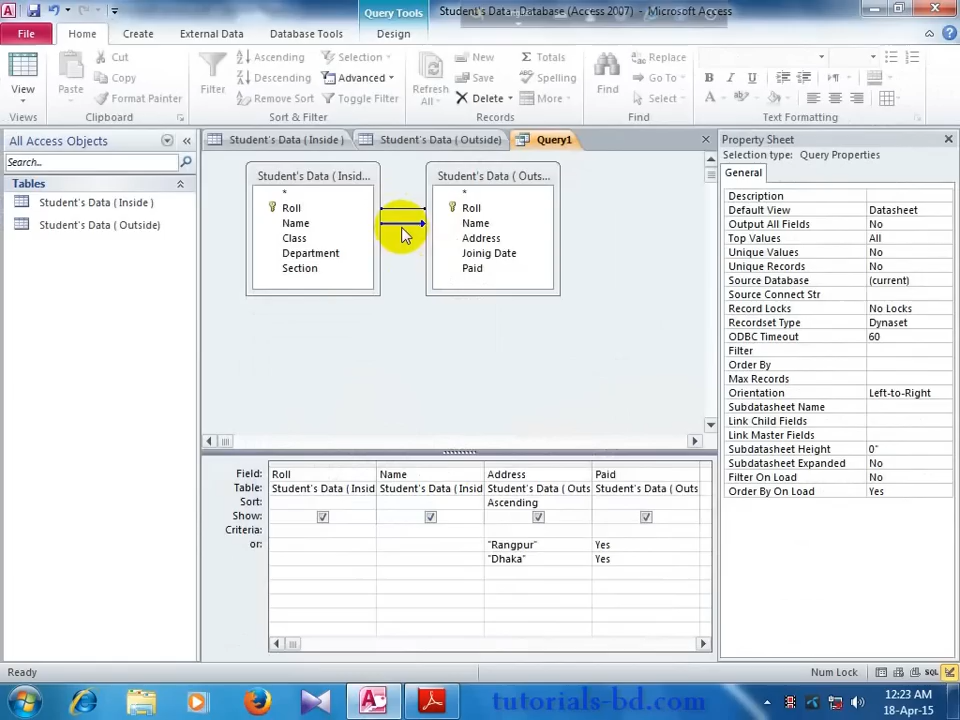 Query Tools
Student's Data : Database (Access 2007) - Microsoft Access
File
Home
Create
External Data
Database Tools
Design
View
Views
Paste
Cut
Copy
Format Painter
Clipboard
Filter
Ascending
Descending
Remove Sort
Selection
Advanced
Toggle Filter
Sort & Filter
Refresh
All
New
Save
Delete
Totals
Spelling
More
Records
Find
Replace
Go To
Select
Find
B I U
A
Text Formatting
All Access Objects
Search...
Tables
Student's Data ( Inside )
Student's Data ( Outside)
Student's Data ( Inside )
Student's Data ( Outside)
Query1
Student's Data ( Insid...
*
Roll
Name
Class
Department
Section
Student's Data ( Outs...
*
Roll
Name
Address
Joinig Date
Paid
Field: Roll Name Address Paid
Table: Student's Data ( Insid Student's Data ( Insid Student's Data ( Outs Student's Data ( Outs
Sort: Ascending
Show:
Criteria:
or: "Rangpur" Yes
"Dhaka" Yes
Property Sheet
Selection type: Query Properties
General
Description
Default View Datasheet
Output All Fields No
Top Values All
Unique Values No
Unique Records No
Source Database (current)
Source Connect Str
Record Locks No Locks
Recordset Type Dynaset
ODBC Timeout 60
Filter
Order By
Max Records
Orientation Left-to-Right
Subdatasheet Name
Link Child Fields
Link Master Fields
Subdatasheet Height 0"
Subdatasheet Expanded No
Filter On Load No
Order By On Load Yes
Ready
Num Lock
SQL
tutorials-bd.com
12:23 AM
18-Apr-15